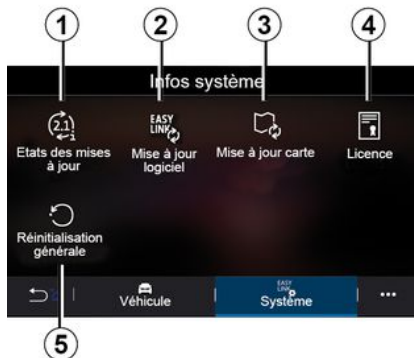 1 2 3 4
Infos système
2.1
EASY
LINK
Etats des mises
à jour
Mise à jour
logiciel
Mise à jour carte
Licence
Réinitialisation
générale
Véhicule
EASY
LINK
Système
...
5